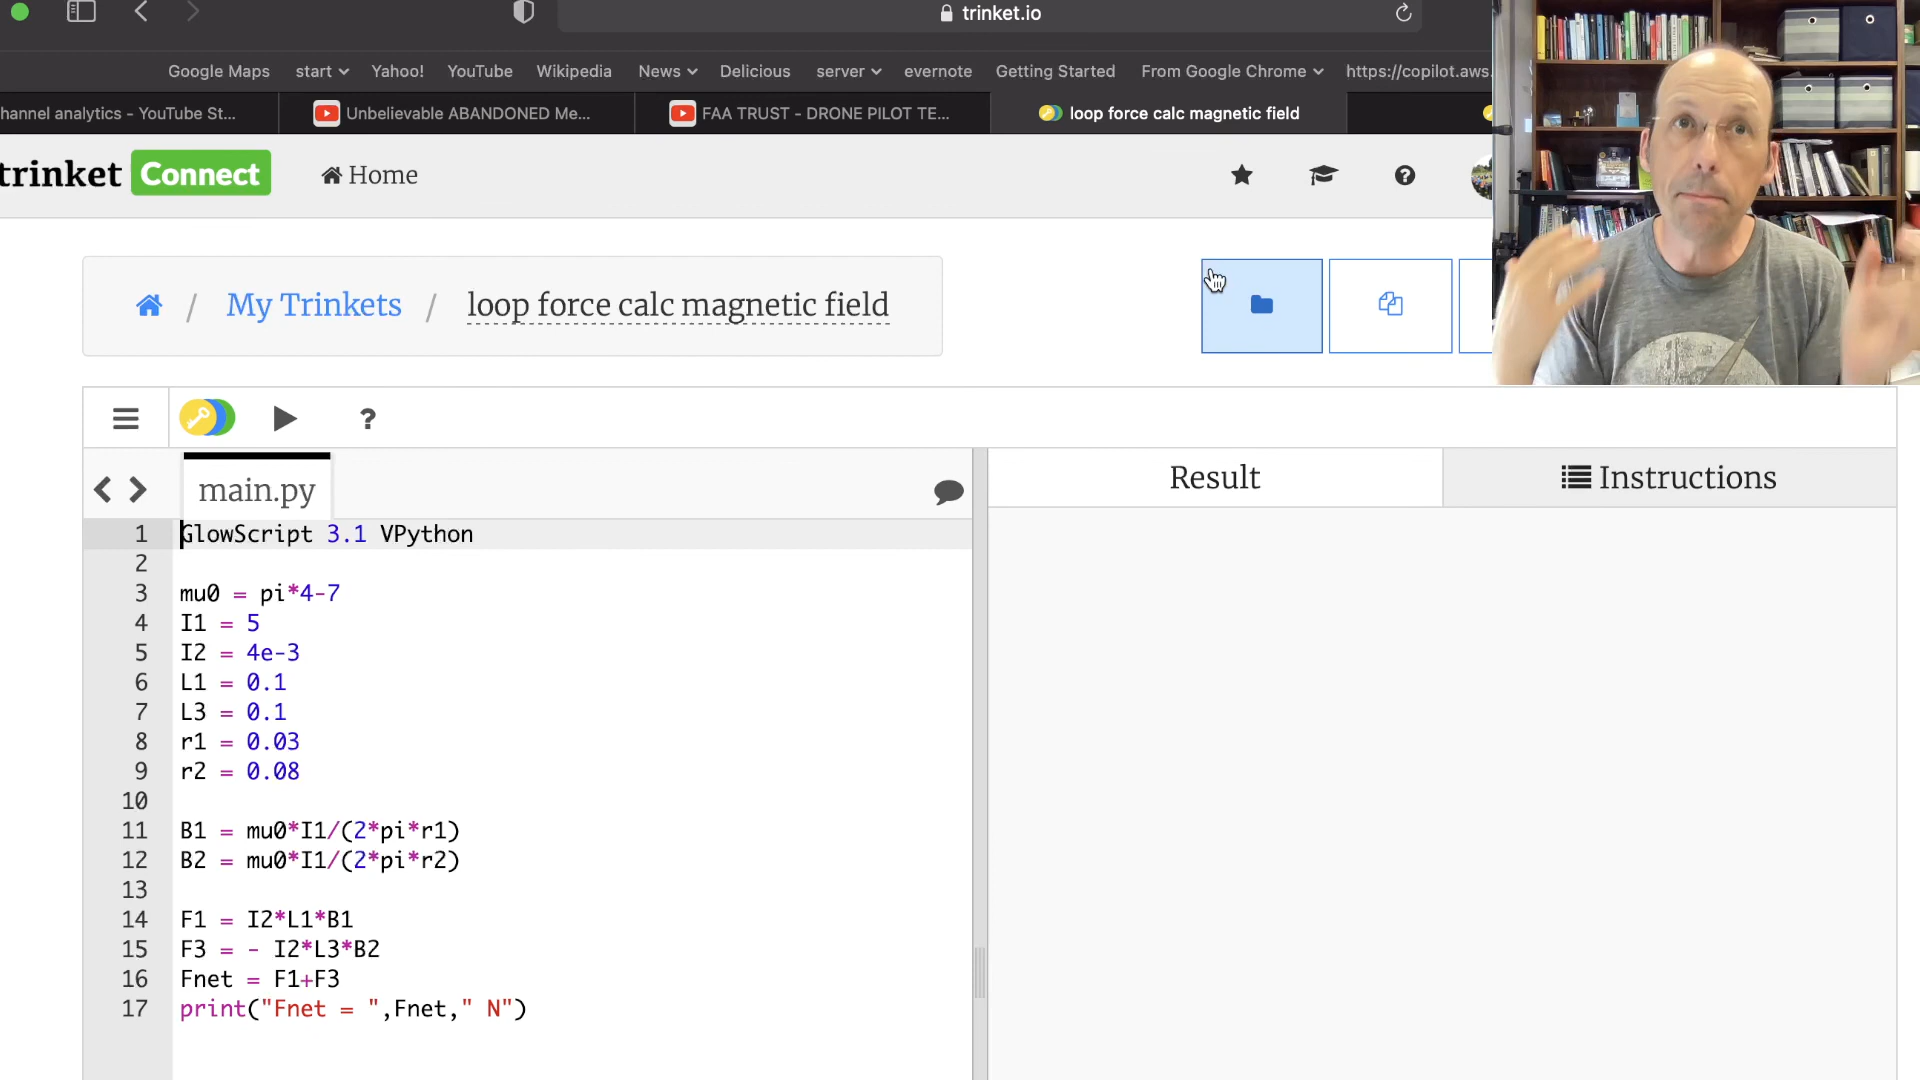 trinket.io
Google Maps start Yahoo! YouTube Wikipedia News Delicious server evernote Getting Started From Google Chrome https://copilot.aws.
hannel analytics - YouTube St... Unbelievable ABANDONED Me... FAA TRUST - DRONE PILOT TE... loop force calc magnetic field
trinket Connect Home
/ My Trinkets / loop force calc magnetic field
?
main.py
Result Instructions
1 GlowScript 3.1 VPython
2
3 mu0 = pi*4-7
4 I1 = 5
5 I2 = 4e-3
6 L1 = 0.1
7 L3 = 0.1
8 r1 = 0.03
9 r2 = 0.08
10
11 B1 = mu0*I1/(2*pi*r1)
12 B2 = mu0*I1/(2*pi*r2)
13
14 F1 = I2*L1*B1
15 F3 = - I2*L3*B2
16 Fnet = F1+F3
17 print("Fnet = ",Fnet," N")